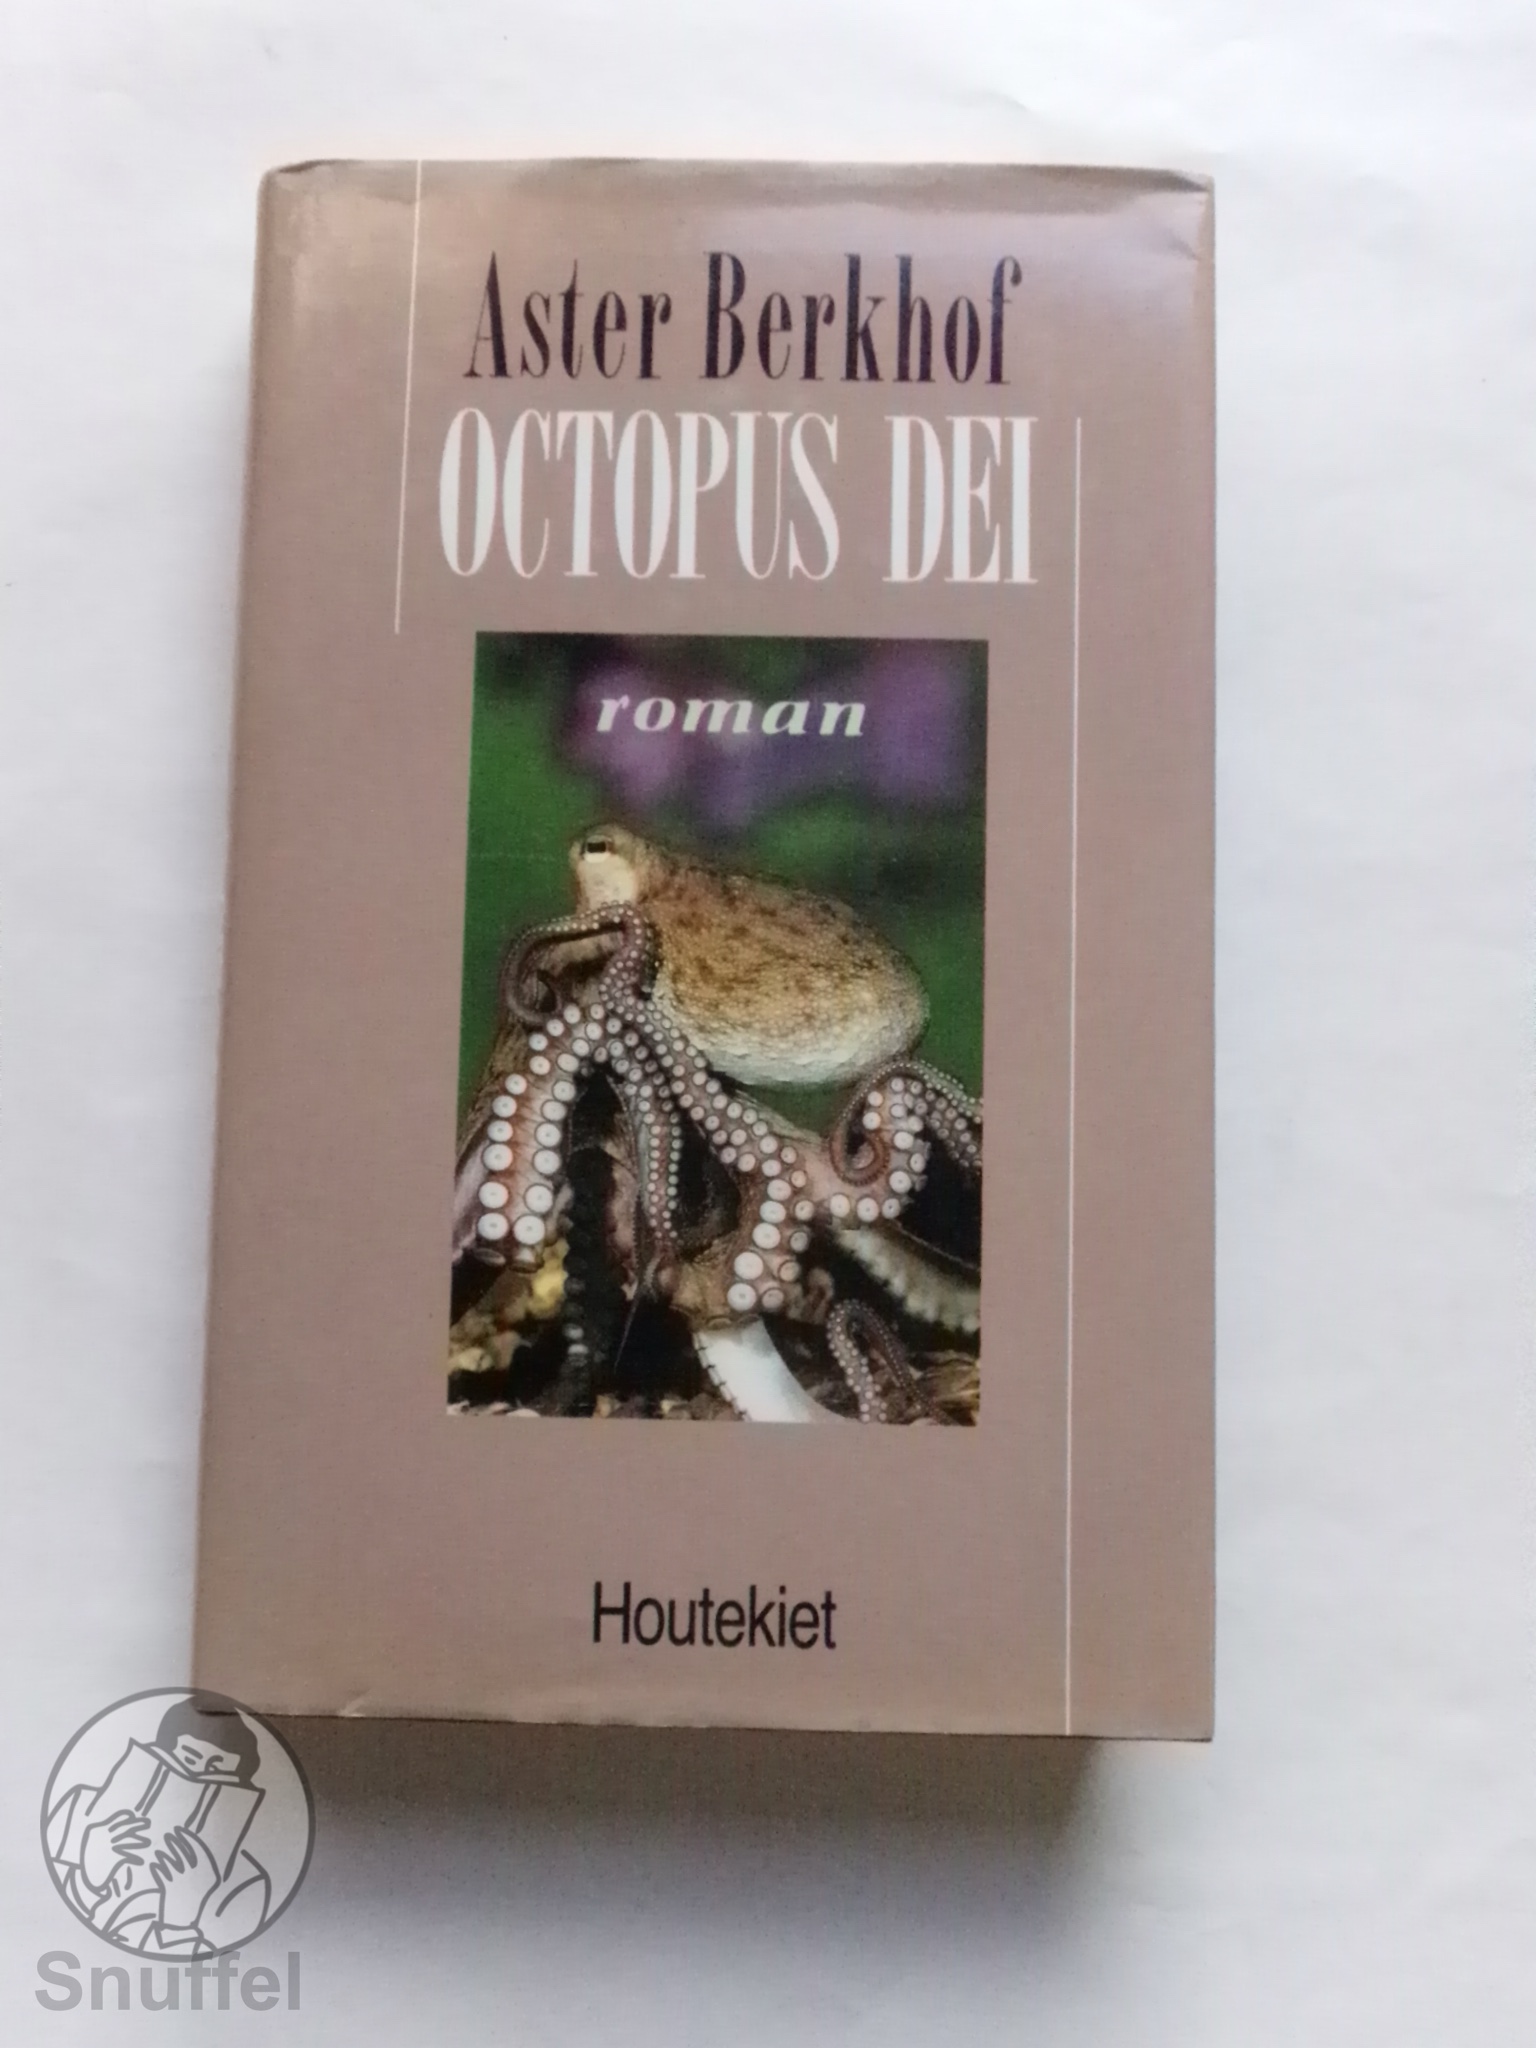 Aster Berkhof
OCTOPUS DEI
roman
Houtekiet
Snuffel